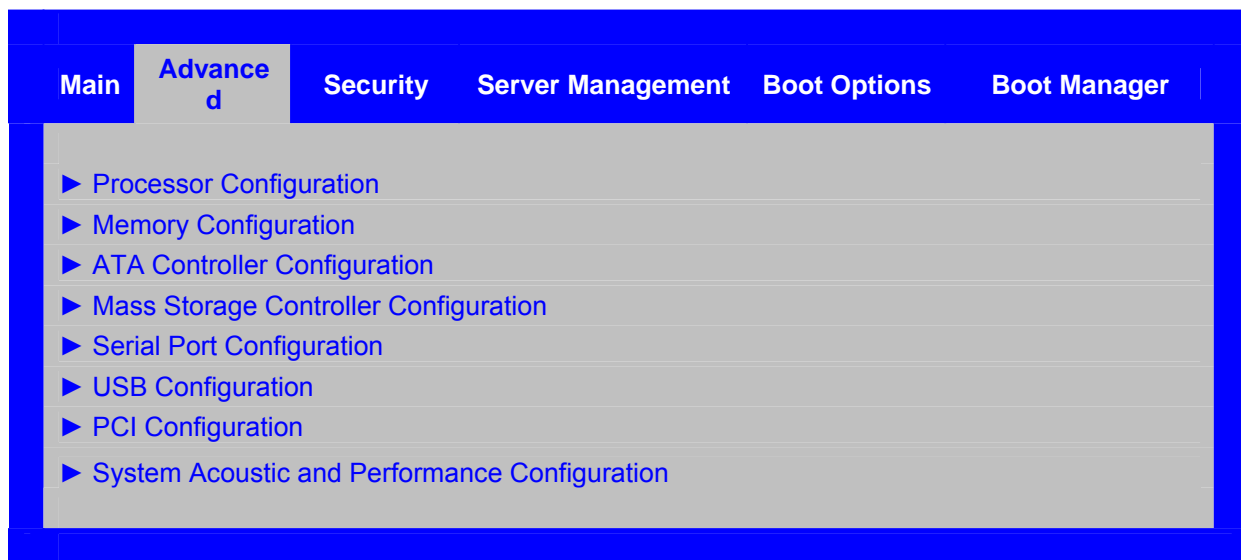 Main Advance
d Security Server Management Boot Options Boot Manager
► Processor Configuration
► Memory Configuration
► ATA Controller Configuration
► Mass Storage Controller Configuration
► Serial Port Configuration
► USB Configuration
► PCI Configuration
► System Acoustic and Performance Configuration